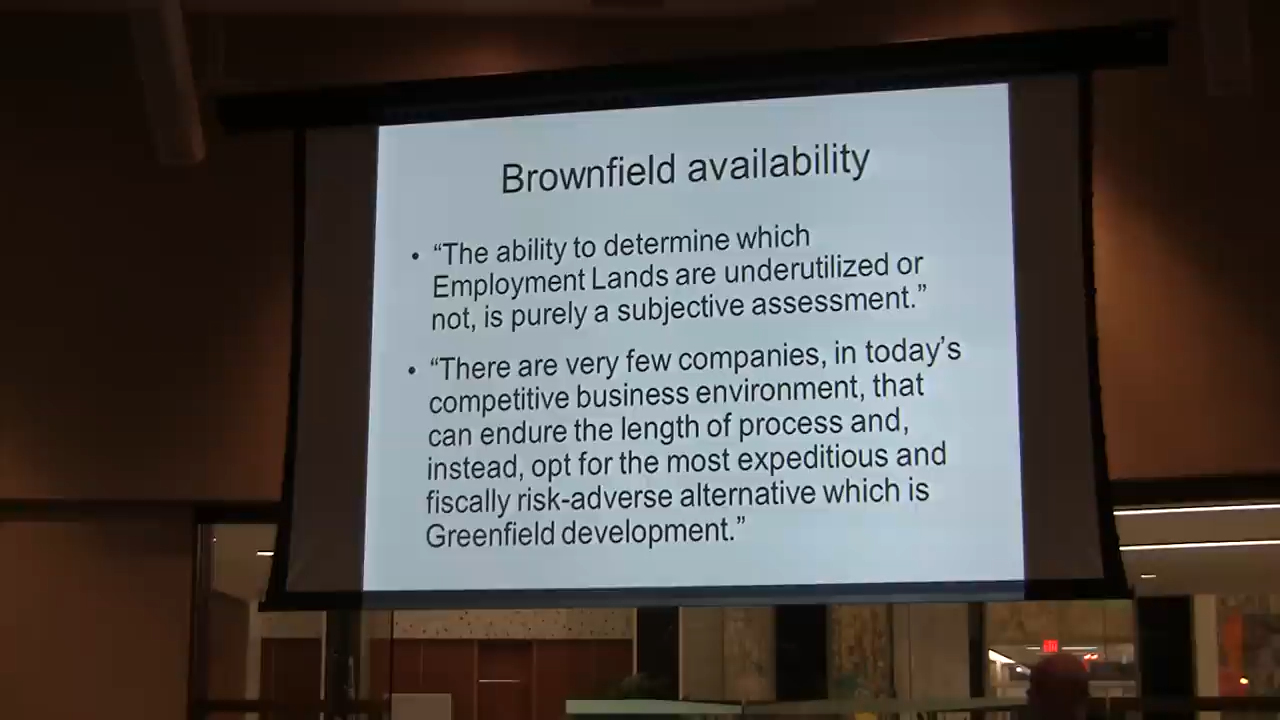 Brownfield availability
• “The ability to determine which
Employment Lands are underutilized or
not, is purely a subjective assessment.”
• “There are very few companies, in today’s
competitive business environment, that
can endure the length of process and,
instead, opt for the most expeditious and
fiscally risk-adverse alternative which is
Greenfield development.”